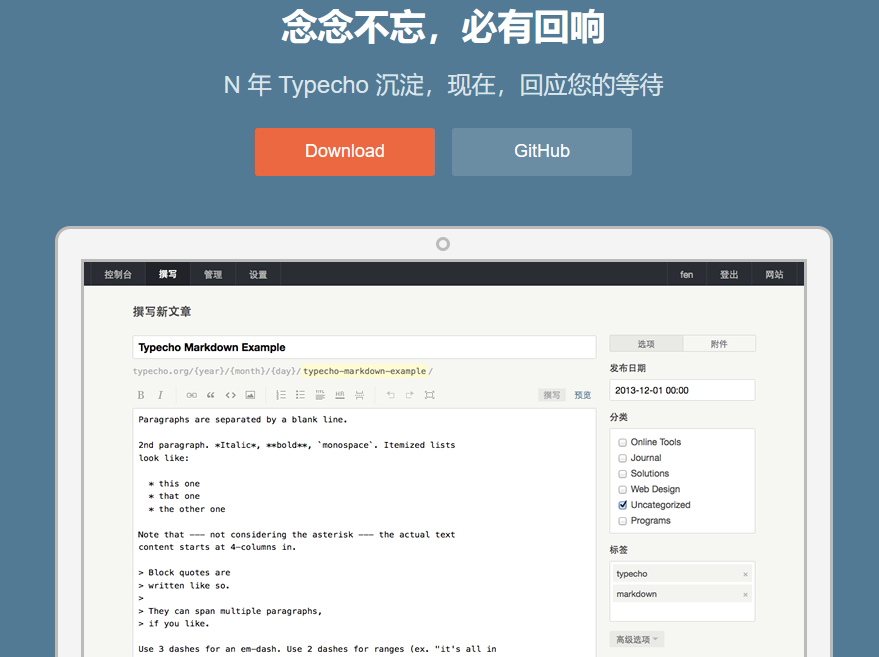 念念不忘，必有回响
N 年 Typecho 沉淀，现在，回应您的等待
Download
GitHub
控制台 撰写 管理 设置 fen 登出 网站
撰写新文章
Typecho Markdown Example
typecho.org/{year}/{month}/{day}/typecho-markdown-example/
B I 撰写 预览
Paragraphs are separated by a blank line.
2nd paragraph. *Italic*, **bold**, `monospace`. Itemized lists
look like:
* this one
* that one
* the other one
Note that --- not considering the asterisk --- the actual text
content starts at 4-columns in.
> Block quotes are
> written like so.
>
> They can span multiple paragraphs,
> if you like.
Use 3 dashes for an em-dash. Use 2 dashes for ranges (ex. "it's all in
选项 附件
发布日期
2013-12-01 00:00
分类
Online Tools
Journal
Solutions
Web Design
Uncategorized
Programs
标签
typecho ×
markdown ×
高级选项